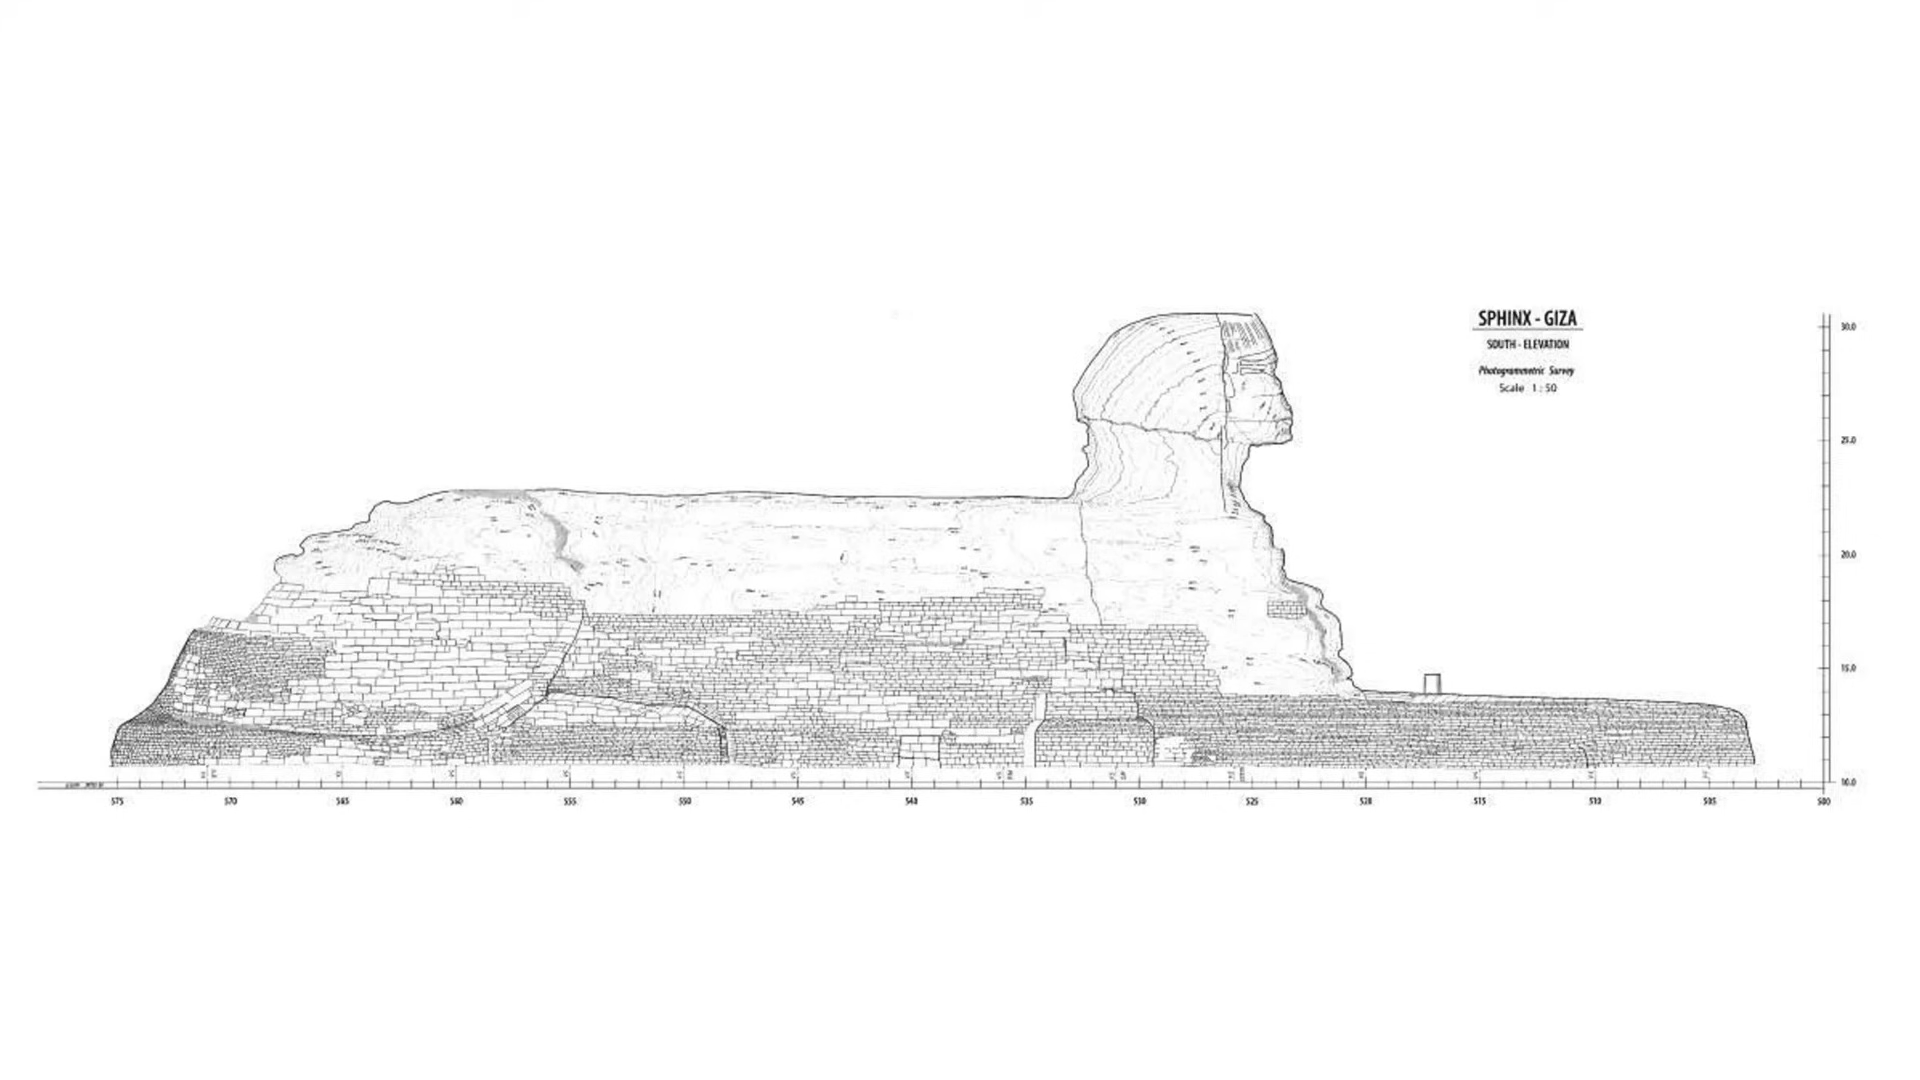 SPHINX - GIZA
SOUTH - ELEVATION
Photogrammetric Survey
Scale 1 : 50
30.0
25.0
20.0
15.0
10.0
575 570 565 560 555 550 545 540 535 530 525 520 515 510 505 500